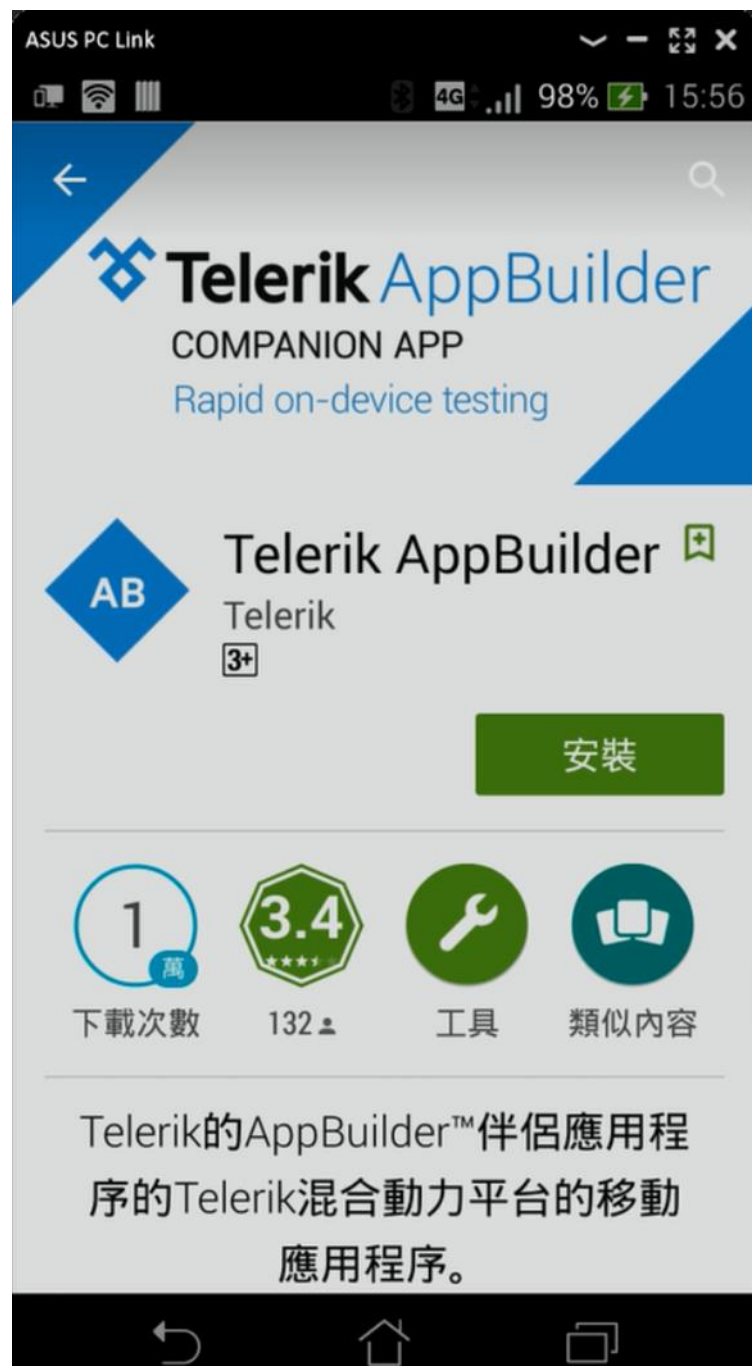 ASUS PC Link
4G 98% 15:56
Telerik AppBuilder
COMPANION APP
Rapid on-device testing
AB
Telerik AppBuilder
Telerik
3+
安裝
1 萬
3.4
下載次數
132
工具
類似內容
Telerik的AppBuilder™伴侶應用程
序的Telerik混合動力平台的移動
應用程序。